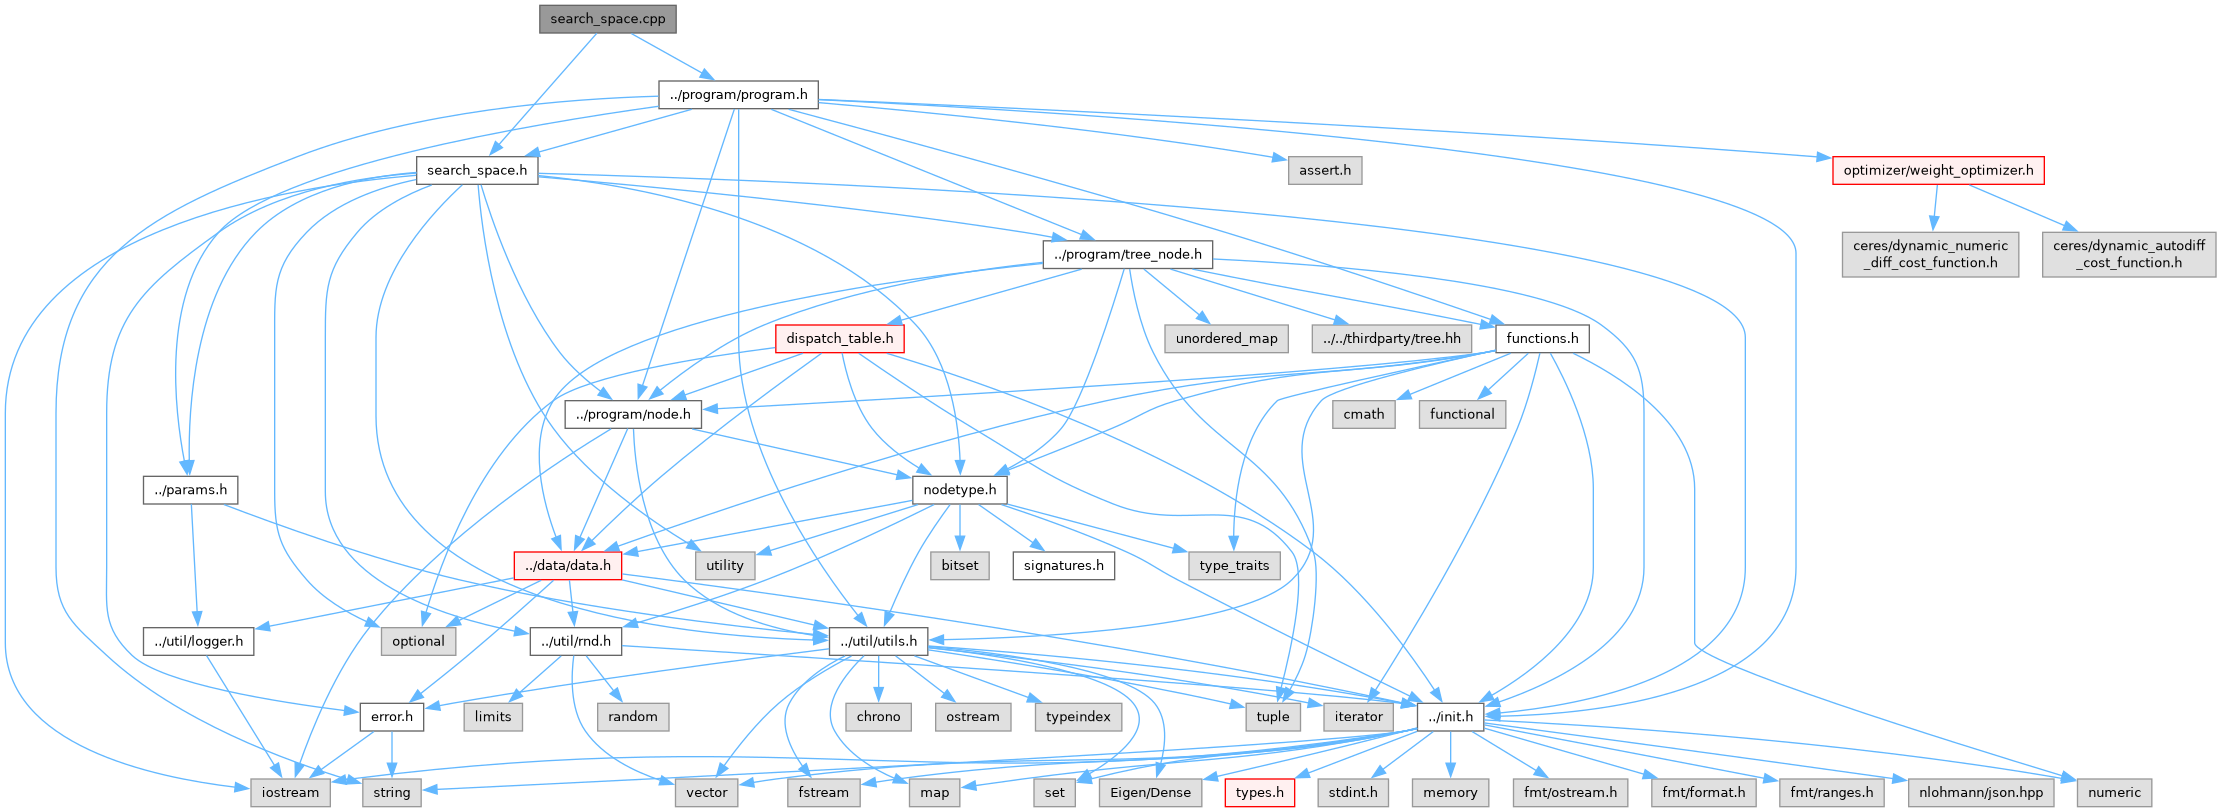 search_space.cpp
../program/program.h
search_space.h
assert.h
optimizer/weight_optimizer.h
../program/tree_node.h
ceres/dynamic_numeric
_diff_cost_function.h
ceres/dynamic_autodiff
_cost_function.h
dispatch_table.h
unordered_map
../../thirdparty/tree.hh
functions.h
../program/node.h
cmath
functional
../params.h
nodetype.h
../data/data.h
utility
bitset
signatures.h
type_traits
../util/logger.h
optional
../util/rnd.h
../util/utils.h
error.h
limits
random
chrono
ostream
typeindex
tuple
iterator
../init.h
iostream
string
vector
fstream
map
set
Eigen/Dense
types.h
stdint.h
memory
fmt/ostream.h
fmt/format.h
fmt/ranges.h
nlohmann/json.hpp
numeric